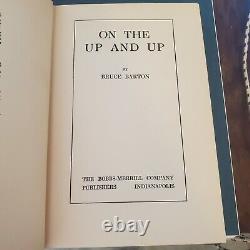 ON THE
UP AND UP
BY
BRUCE BARTON
THE BOBBS-MERRILL COMPANY
PUBLISHERS INDIANAPOLIS